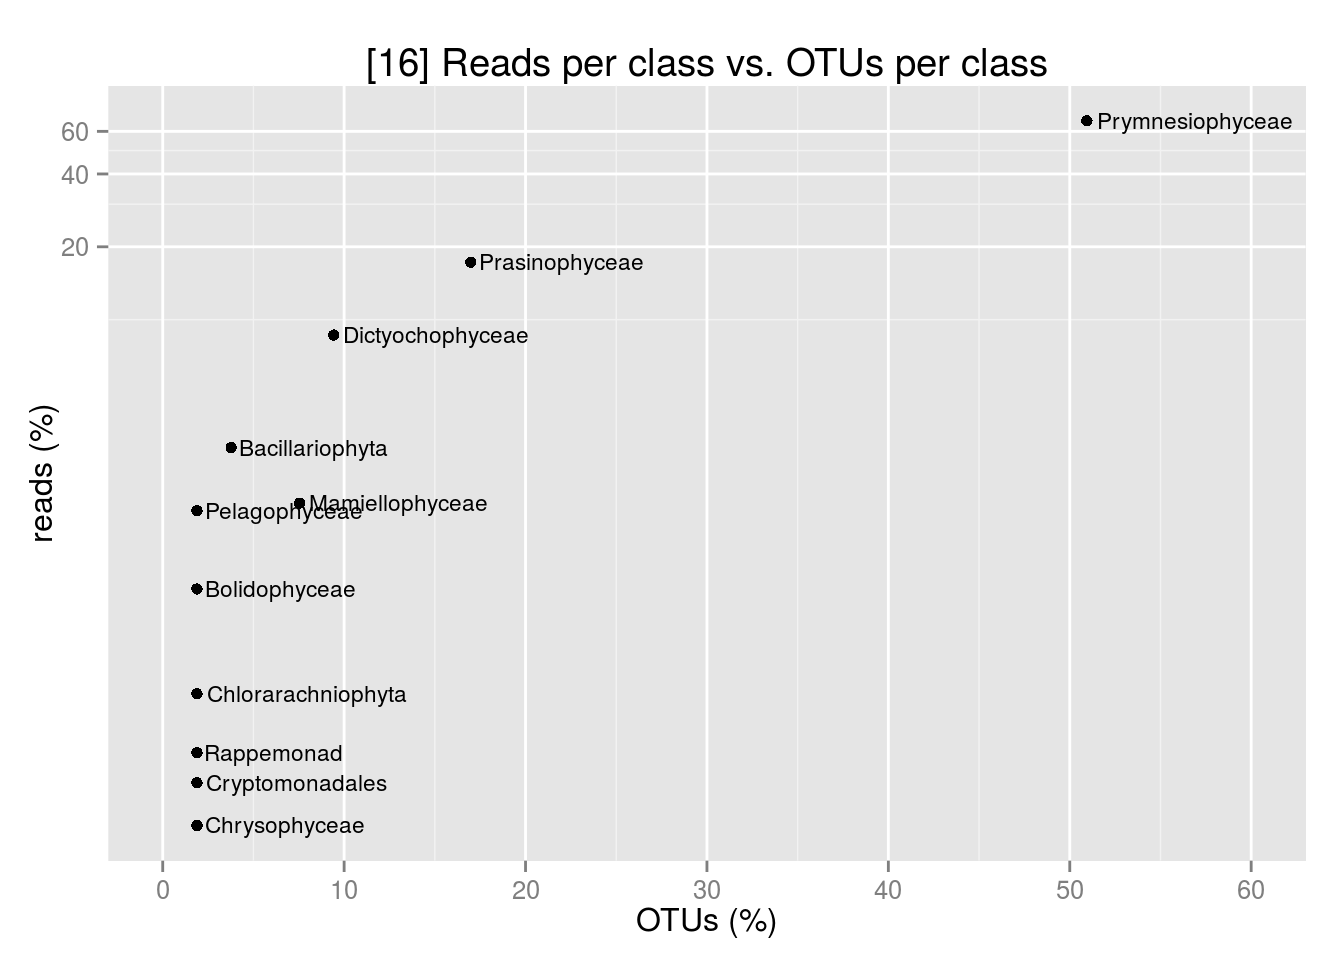 [16] Reads per class vs. OTUs per class
60
40
20
reads (%)
Prymnesiophyceae
Prasinophyceae
Dictyochophyceae
Bacillariophyta
Mamiellophyceae
Pelagophyceae
Bolidophyceae
Chlorarachniophyta
Rappemonad
Cryptomonadales
Chrysophyceae
0 10 20 30 40 50 60
OTUs (%)